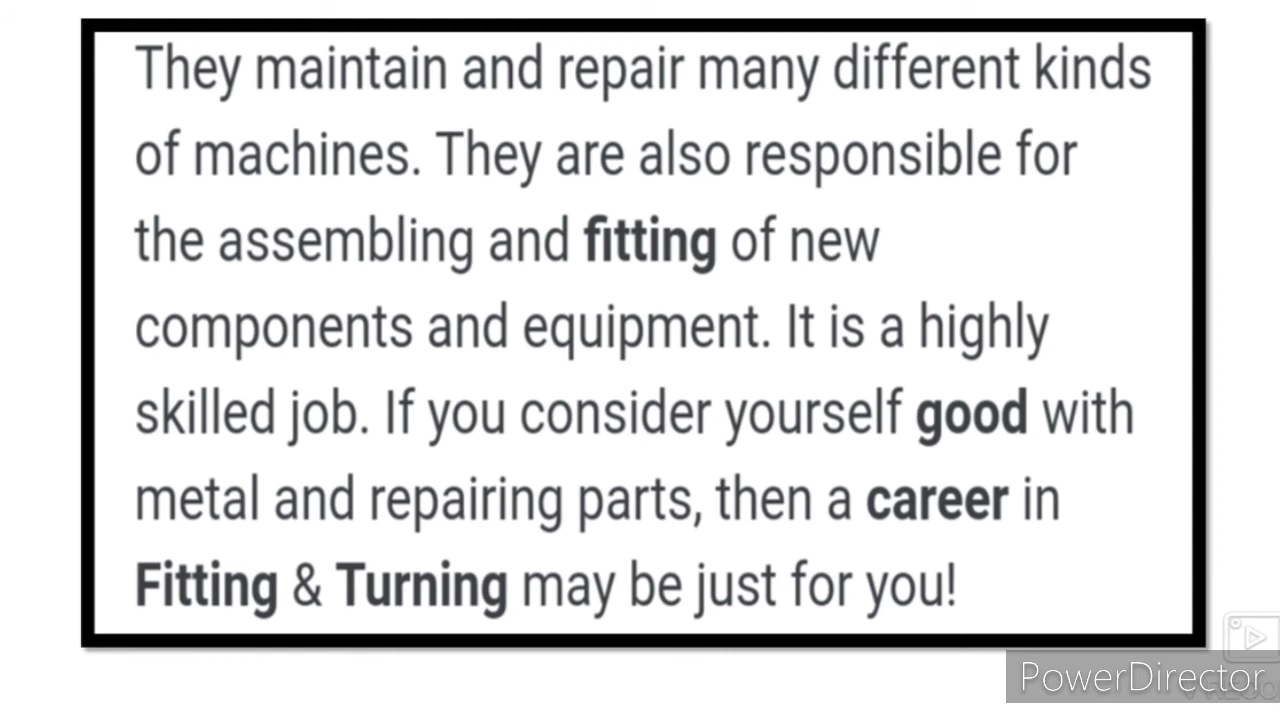 They maintain and repair many different kinds
of machines. They are also responsible for
the assembling and fitting of new
components and equipment. It is a highly
skilled job. If you consider yourself good with
metal and repairing parts, then a career in
Fitting & Turning may be just for you!
PowerDirector